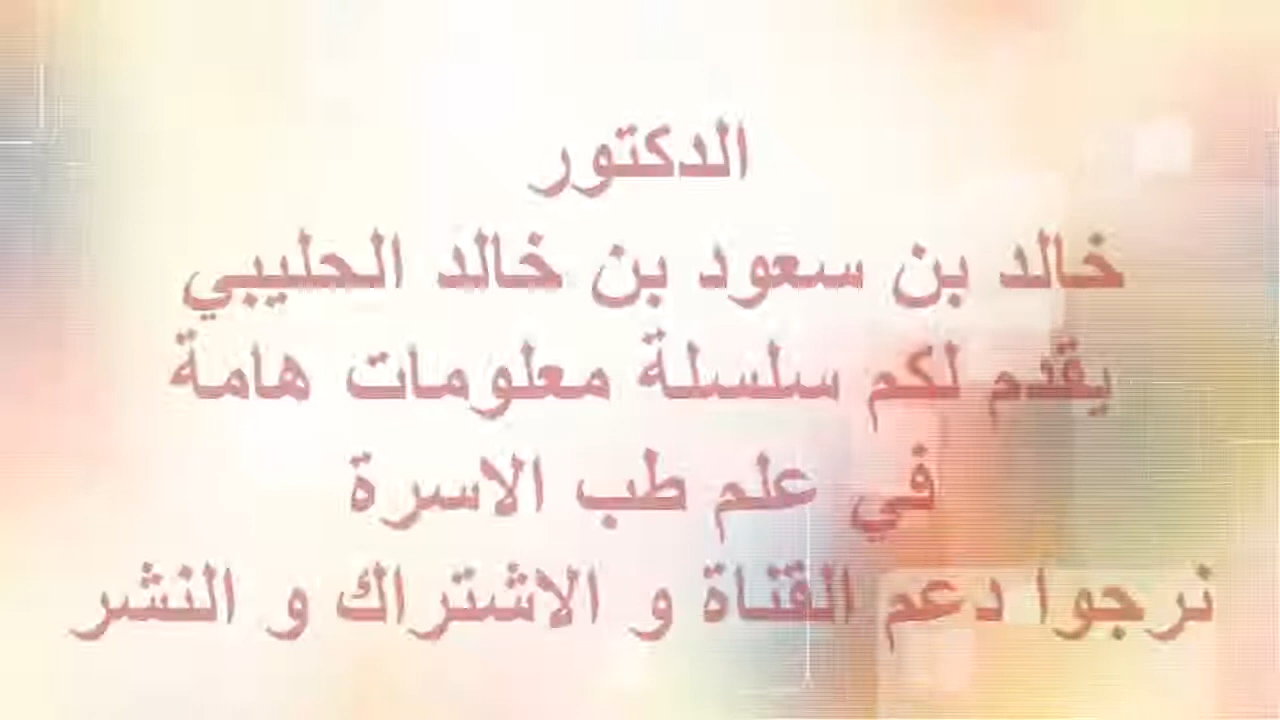 الدكتور
خالد بن سعود بن خالد الحليبي
يقدم لكم سلسلة معلومات هامة
في علم طب الاسرة
نرجوا دعم القناة و الاشتراك و النشر